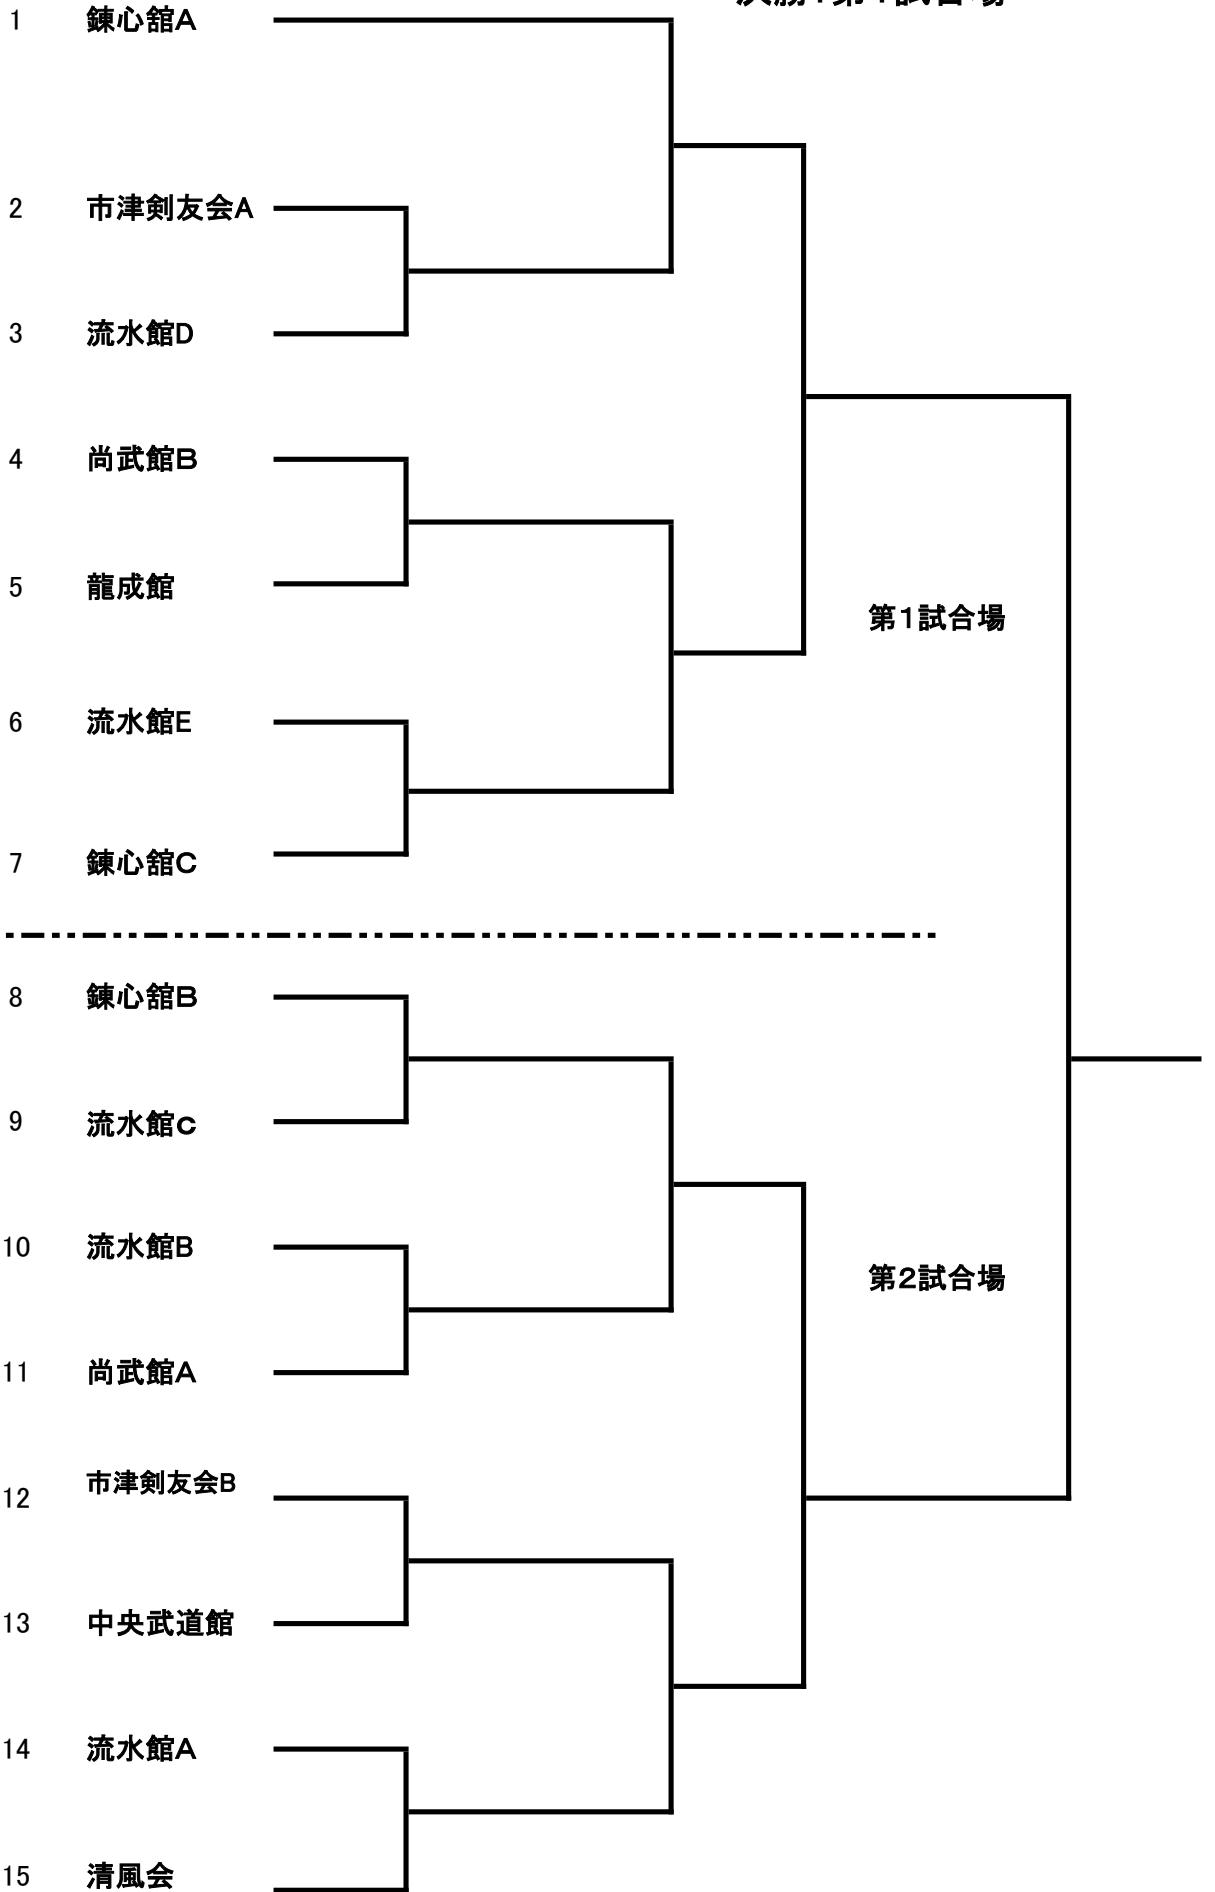 1 錬心舘A
2 市津剣友会A
3 流水館D
4 尚武館B
5 龍成館
第1試合場
6 流水館E
7 錬心舘C
8 錬心舘B
9 流水館c
10 流水館B
第2試合場
11 尚武館A
12 市津剣友会B
13 中央武道館
14 流水館A
15 清風会